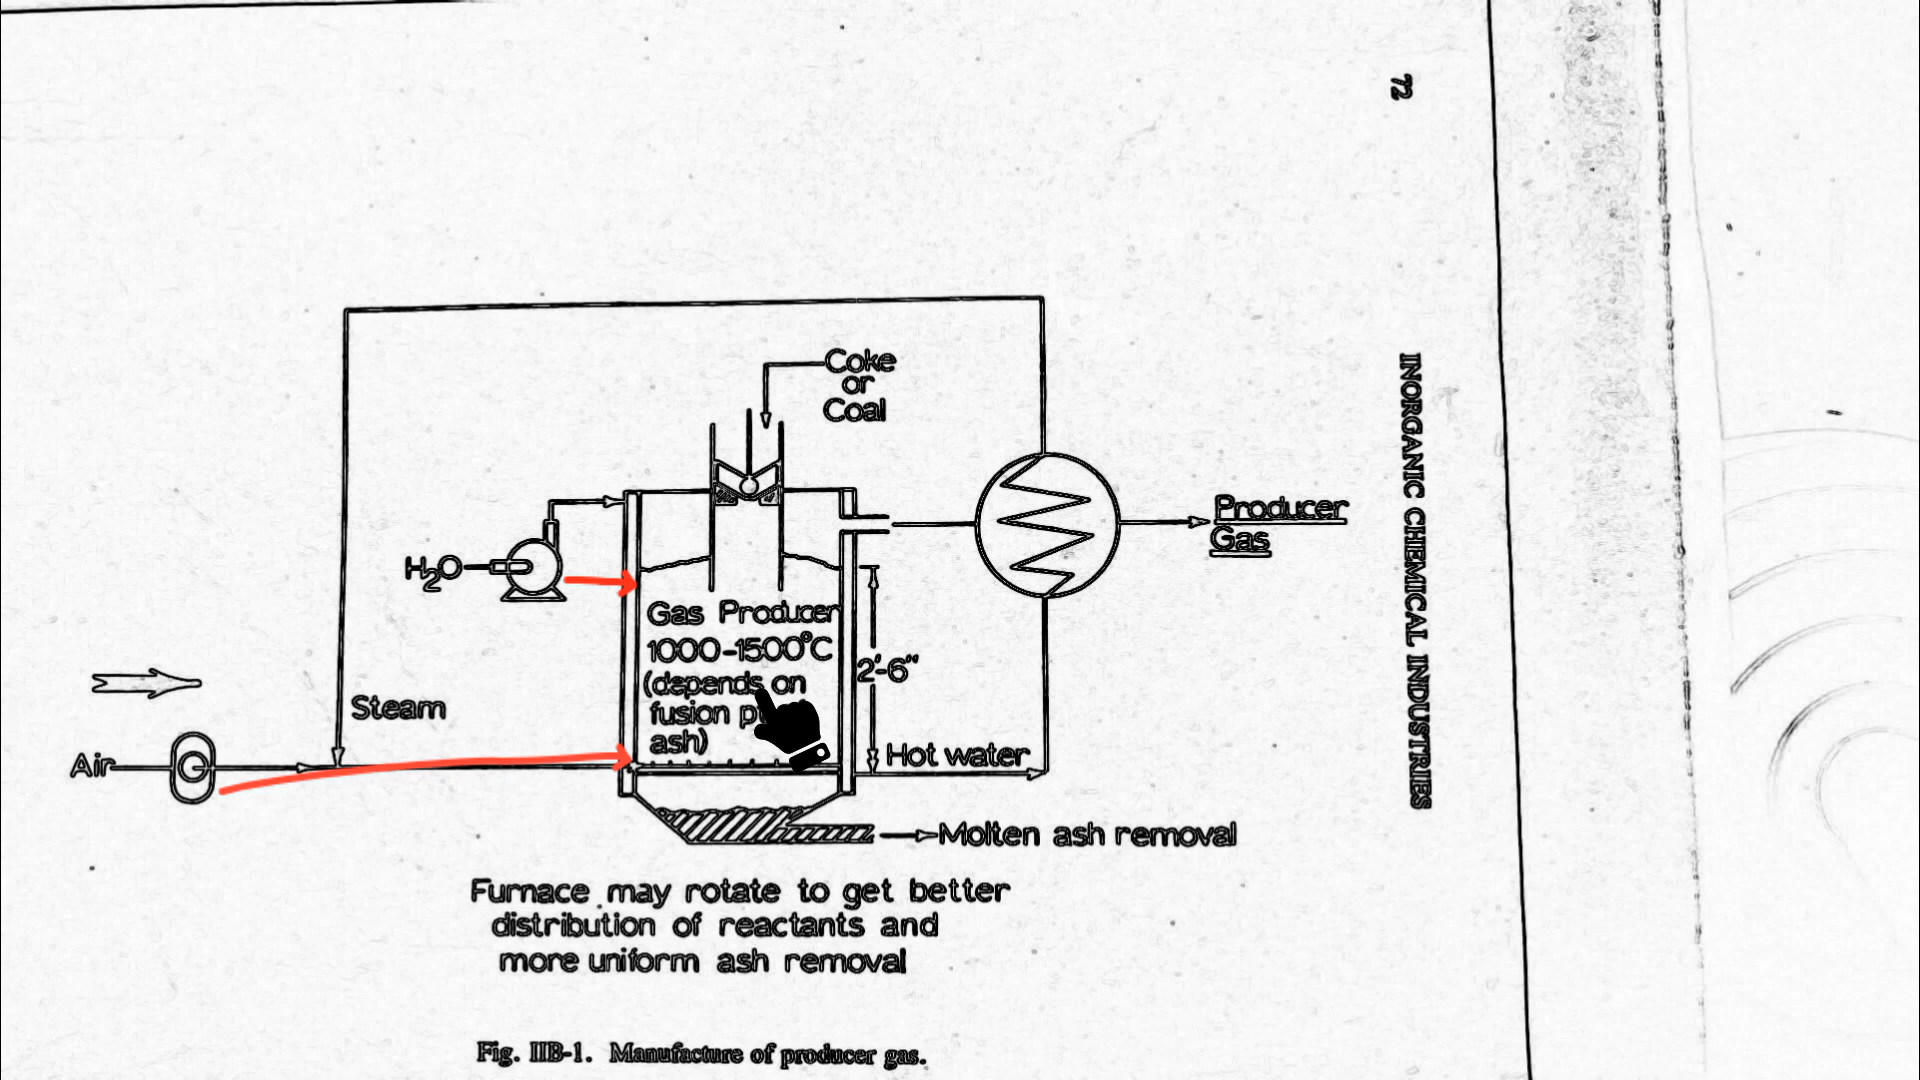 72
INORGANIC CHEMICAL INDUSTRIES
Coke
or
Coal
Producer
Gas
H₂O
Gas Producer
1000-1500°C
(depends on
fusion pt
ash)
2'-6"
Steam
Air
Hot water
Molten ash removal
Furnace may rotate to get better
distribution of reactants and
more uniform ash removal
Fig. IIB-1. Manufacture of producer gas.